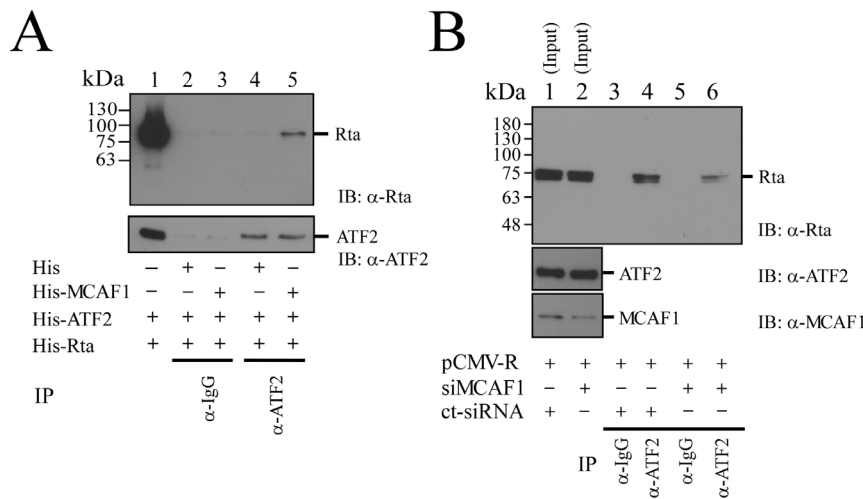 A
kDa 1 2 3 4 5
130
100
75
63
Rta
IB: α-Rta
ATF2
IB: α-ATF2
His – + – + –
His-MCAF1 – – + – +
His-ATF2 + + + + +
His-Rta + + + + +
IP α-IgG α-ATF2
B
(Input) (Input)
kDa 1 2 3 4 5 6
180
130
100
75
63
48
Rta
IB: α-Rta
ATF2 IB: α-ATF2
MCAF1 IB: α-MCAF1
pCMV-R + + + + + +
siMCAF1 – + – – + +
ct-siRNA + – + + – –
IP α-IgG α-ATF2 α-IgG α-ATF2